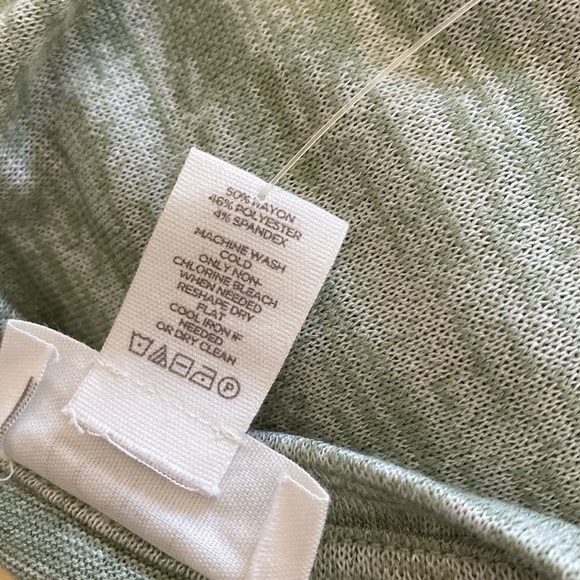 50% RAYON
46% POLYESTER
4% SPANDEX
MACHINE WASH
COLD
ONLY NON-
CHLORINE BLEACH
WHEN NEEDED
RESHAPE DRY
FLAT
COOL IRON IF
NEEDED
OR DRY CLEAN
P